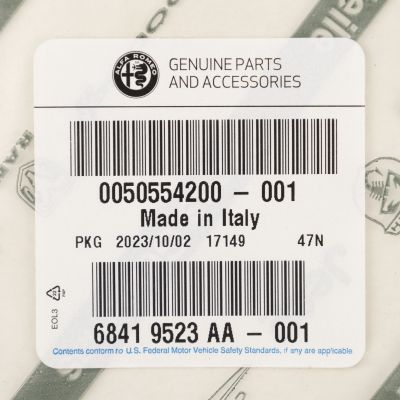 ALFA ROMEO
GENUINE PARTS
AND ACCESSORIES
0050554200 - 001
Made in Italy
PKG 2023/10/02 17149 47N
EOL3
6841 9523 AA - 001
Contents conform to U.S. Federal Motor Vehicle Safety Standards, if any are applicable